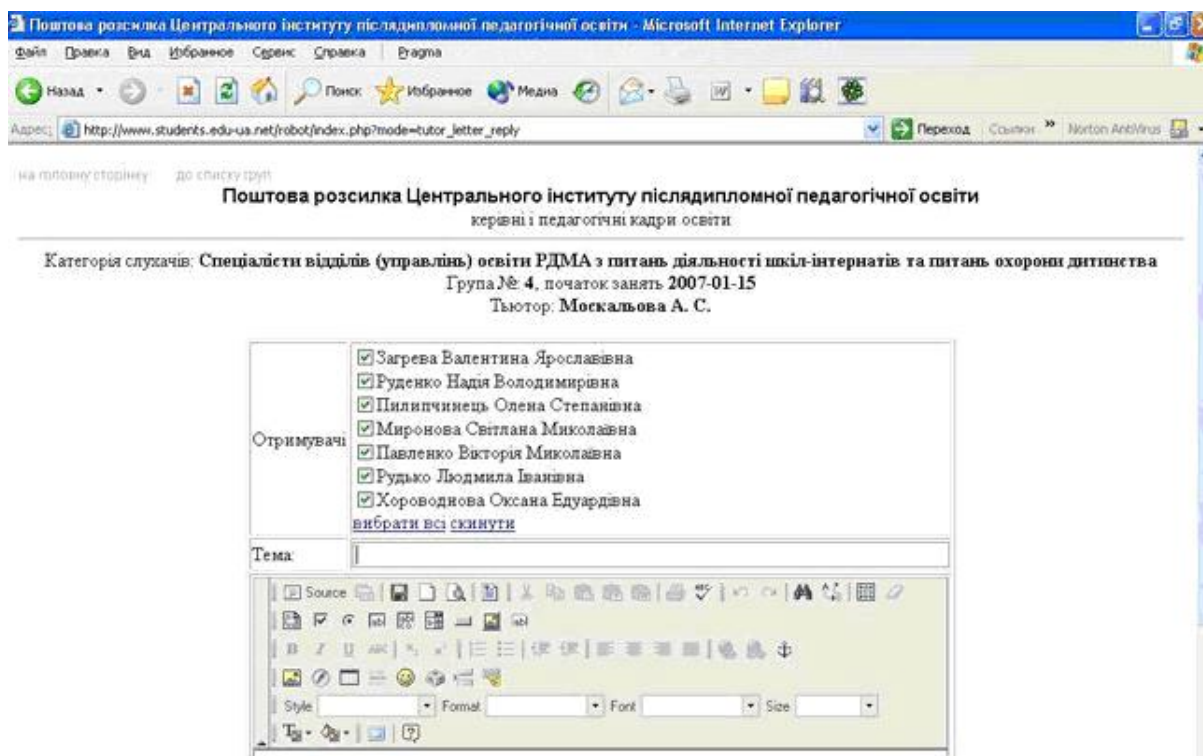 Поштова розсилка Центрального інституту післядипломної педагогічної освіти - Microsoft Internet Explorer
Файл Правка Вид Избранное Сервис Справка Pragma
Назад Поиск Избранное Медиа
Адрес: http://www.students.edu-ua.net/robot/index.php?mode=tutor_letter_reply Переход Ссылки » Norton AntiVirus
на головну сторінку до списку груп
Поштова розсилка Центрального інституту післядипломної педагогічної освіти
керівні і педагогічні кадри освіти
Категорія слухачів: Спеціалісти відділів (управлінь) освіти РДМА з питань діяльності шкіл-інтернатів та питань охорони дитинства
Група №: 4, початок занять 2007-01-15
Тьютор: Москальова А. С.
Отримувачі
Загрева Валентина Ярославівна
Руденко Надія Володимирівна
Пилипчинець Олена Степанівна
Миронова Світлана Миколаївна
Павленко Вікторія Миколаївна
Рудько Людмила Іванівна
Хороводнова Оксана Едуардівна
вибрати всі скинути
Тема:
Source
B I U ABC
Style Format Font Size